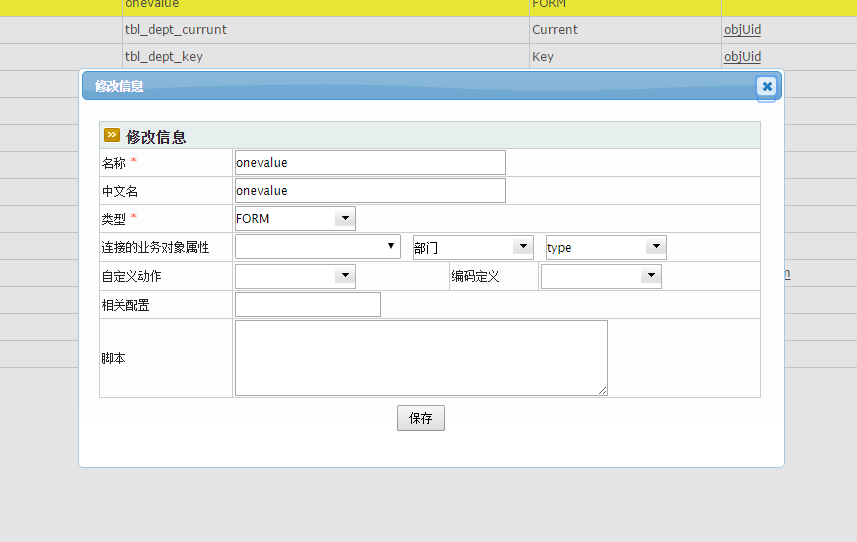 onevalue FORM
tbl_dept_currunt Current objUid
tbl_dept_key Key objUid
修改信息
修改信息
名称 * onevalue
中文名 onevalue
类型 * FORM
连接的业务对象属性 部门 type
自定义动作 编码定义
相关配置
脚本
保存